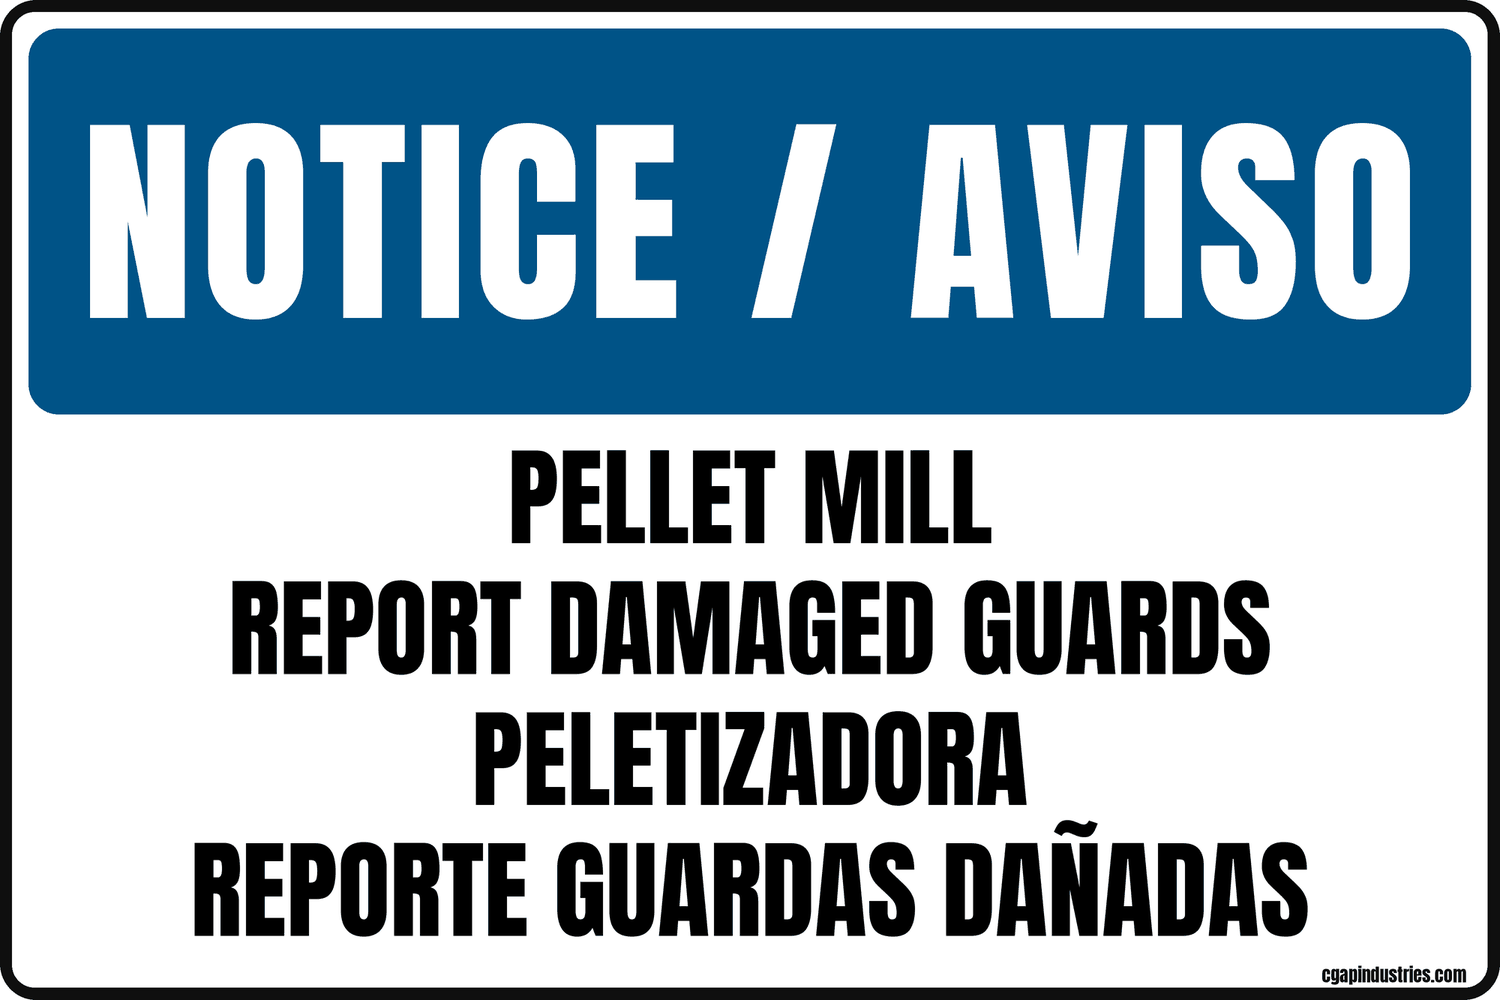 NOTICE / AVISO
PELLET MILL
REPORT DAMAGED GUARDS
PELETIZADORA
REPORTE GUARDAS DAÑADAS
cgapindustries.com